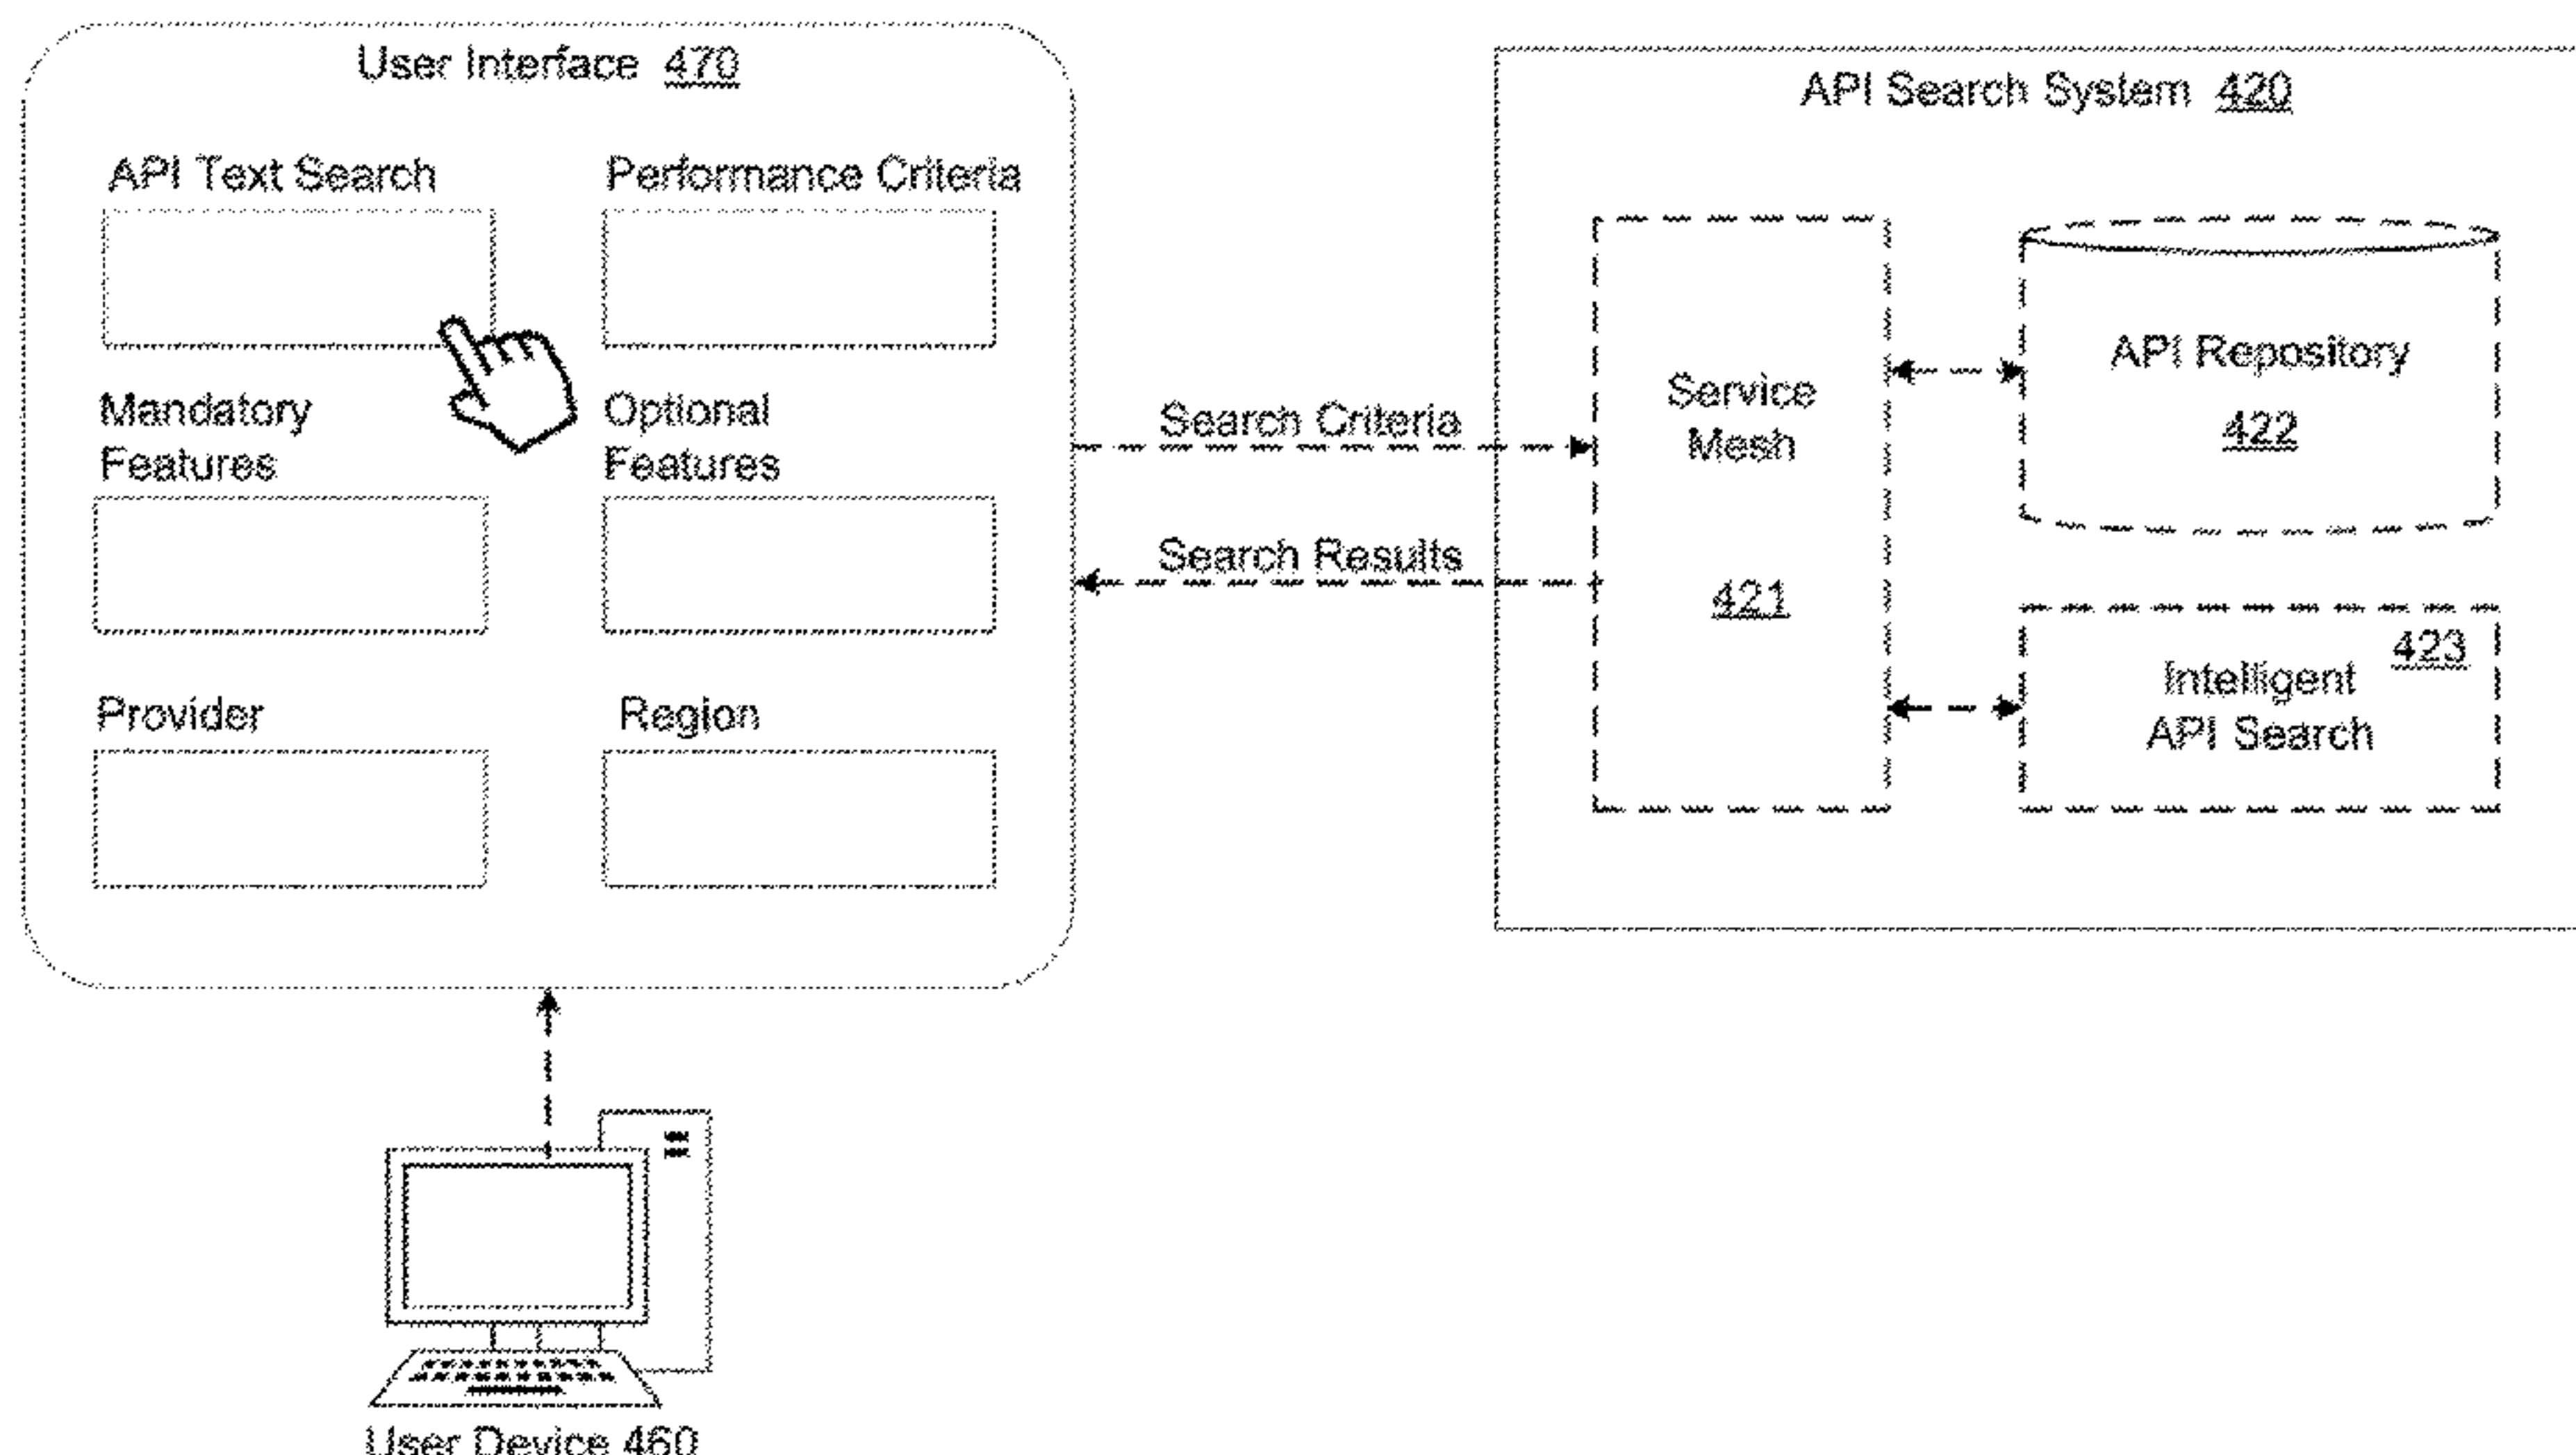 User Interface 470
API Text Search
Performance Criteria
Mandatory
Features
Optional
Features
Provider
Region
Search Criteria
Search Results
API Search System 420
Service
Mesh
421
API Repository
422
423
Intelligent
API Search
User Device 460